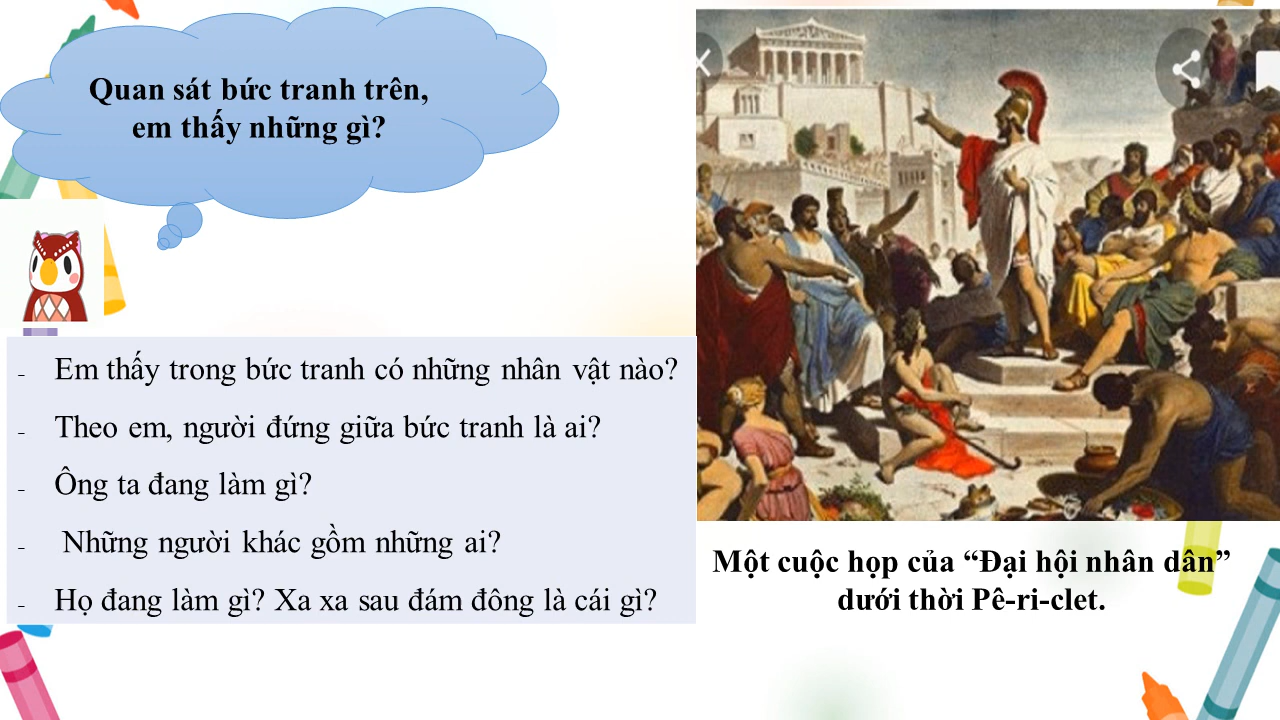 Quan sát bức tranh trên,
em thấy những gì?
- Em thấy trong bức tranh có những nhân vật nào?
- Theo em, người đứng giữa bức tranh là ai?
- Ông ta đang làm gì?
- Những người khác gồm những ai?
- Họ đang làm gì? Xa xa sau đám đông là cái gì?
Một cuộc họp của “Đại hội nhân dân”
dưới thời Pê-ri-clet.